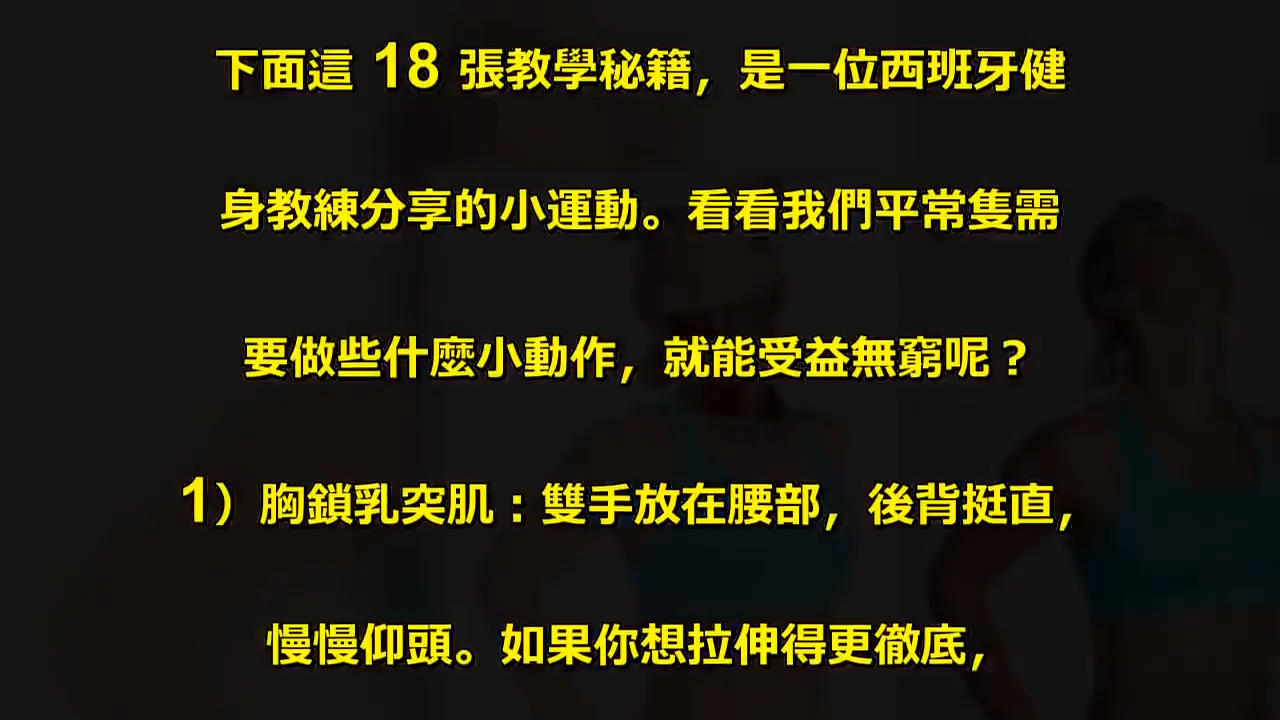 下面這 18 張教學秘籍，是一位西班牙健
身教練分享的小運動。看看我們平常隻需
要做些什麼小動作，就能受益無窮呢？
1）胸鎖乳突肌：雙手放在腰部，後背挺直，
慢慢仰頭。如果你想拉伸得更徹底，